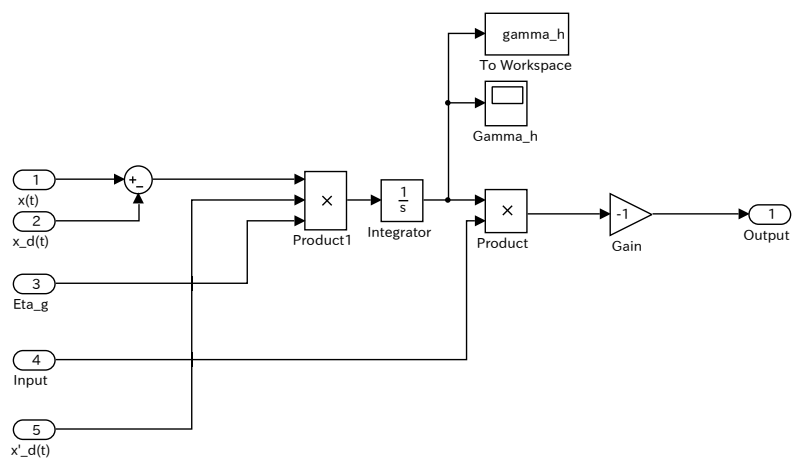 gamma_h
To Workspace
Gamma_h
1
x(t)
+
−
2
x_d(t)
×
Product1
1
s
Integrator
×
Product
-1
Gain
1
Output
3
Eta_g
4
Input
5
x'_d(t)